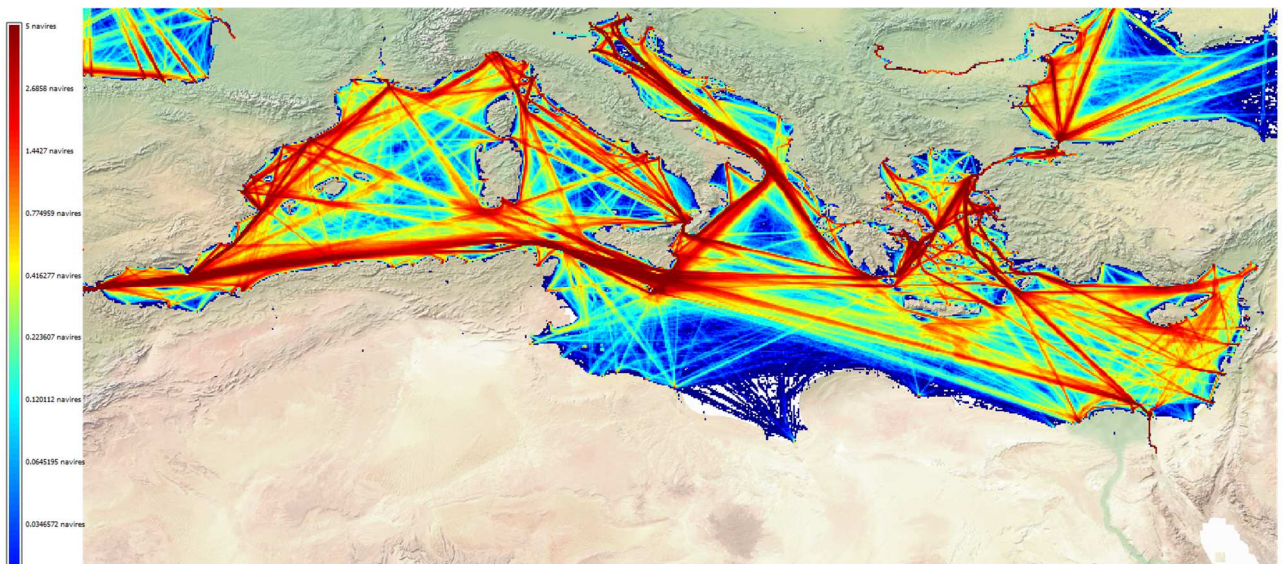 5 navires
2.6858 navires
1.4427 navires
0.774959 navires
0.416277 navires
0.223607 navires
0.120112 navires
0.0645195 navires
0.0346572 navires